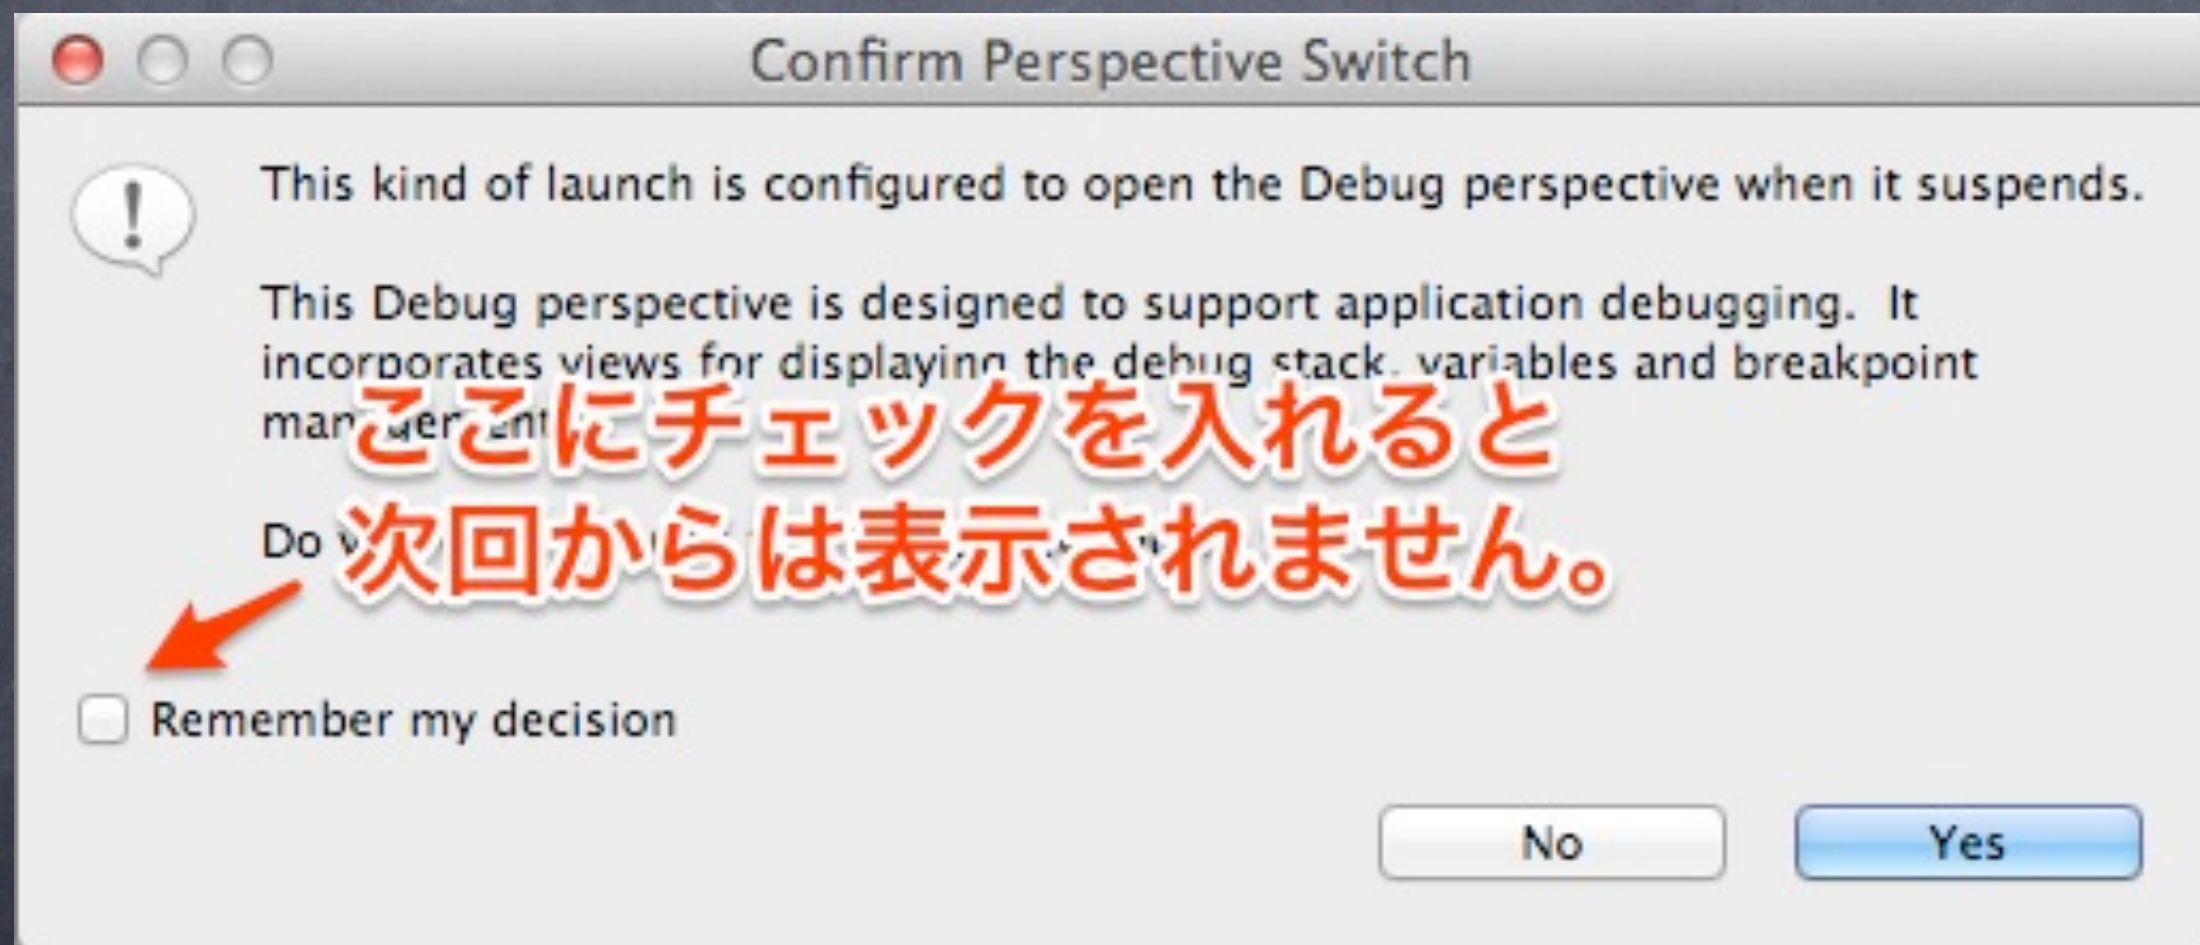 Confirm Perspective Switch
This kind of launch is configured to open the Debug perspective when it suspends.
This Debug perspective is designed to support application debugging. It
incorporates views for displaying the debug stack, variables and breakpoint
management
ここにチェックを入れると
Do
次回からは表示されません。
Remember my decision
No
Yes